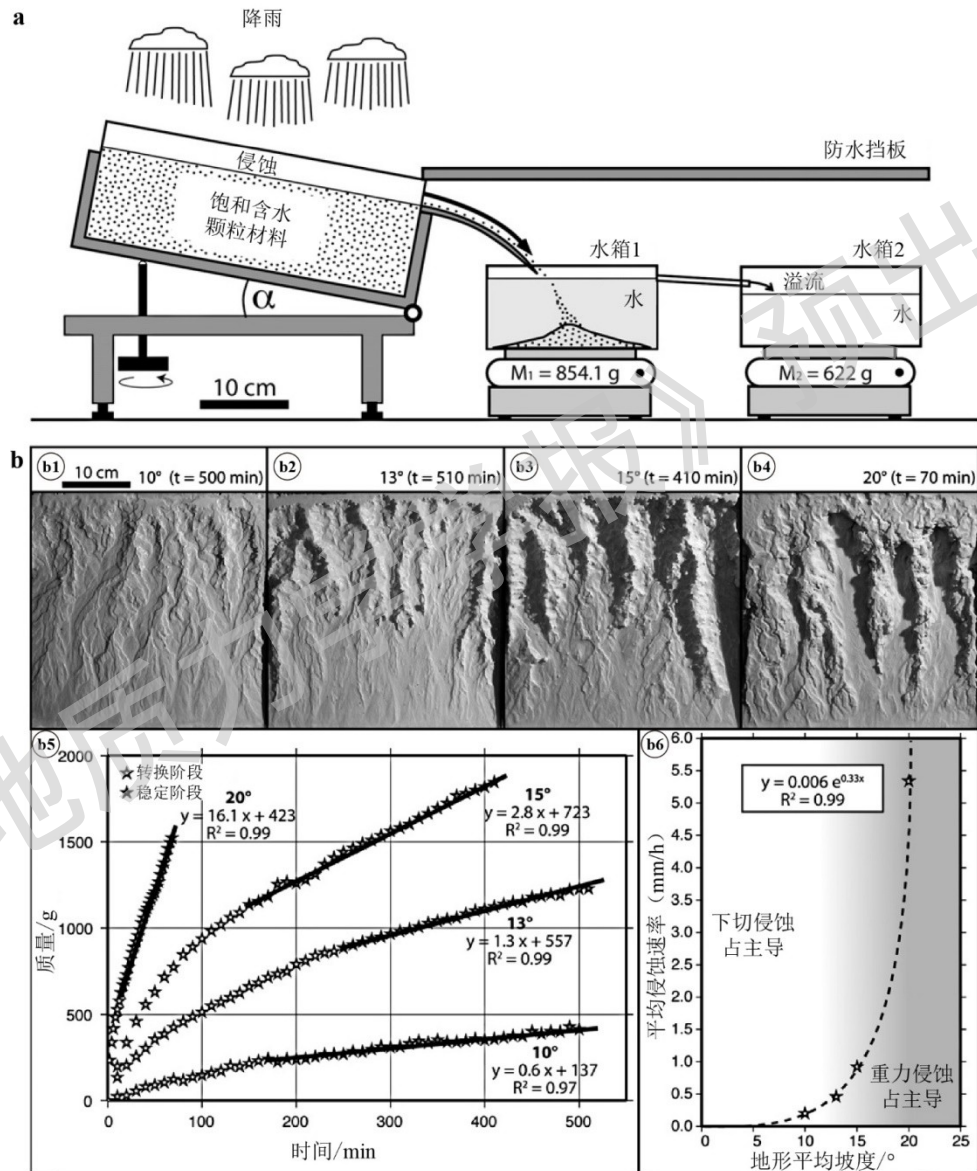 a
降雨
侵蚀
饱和含水
颗粒材料
α
10 cm
防水挡板
水箱1
水箱2
水
溢流
水
M₁ = 854.1 g
M₂ = 622 g
b
b1
10 cm
10° (t = 500 min)
b2
13° (t = 510 min)
b3
15° (t = 410 min)
b4
20° (t = 70 min)
b5
转换阶段
稳定阶段
20°
y = 16.1 x + 423
R² = 0.99
15°
y = 2.8 x + 723
R² = 0.99
13°
y = 1.3 x + 557
R² = 0.99
10°
y = 0.6 x + 137
R² = 0.97
2000
1500
1000
500
0
质量/g
0
100
200
300
400
500
时间/min
b6
y = 0.006 e^0.33x
R² = 0.99
下切侵蚀
占主导
重力侵蚀
占主导
6.0
5.5
5.0
4.5
4.0
3.5
3.0
2.5
2.0
1.5
1.0
0.5
0
平均侵蚀速率（mm/h）
0
5
10
15
20
25
地形平均坡度/°
地质力学学报》预出